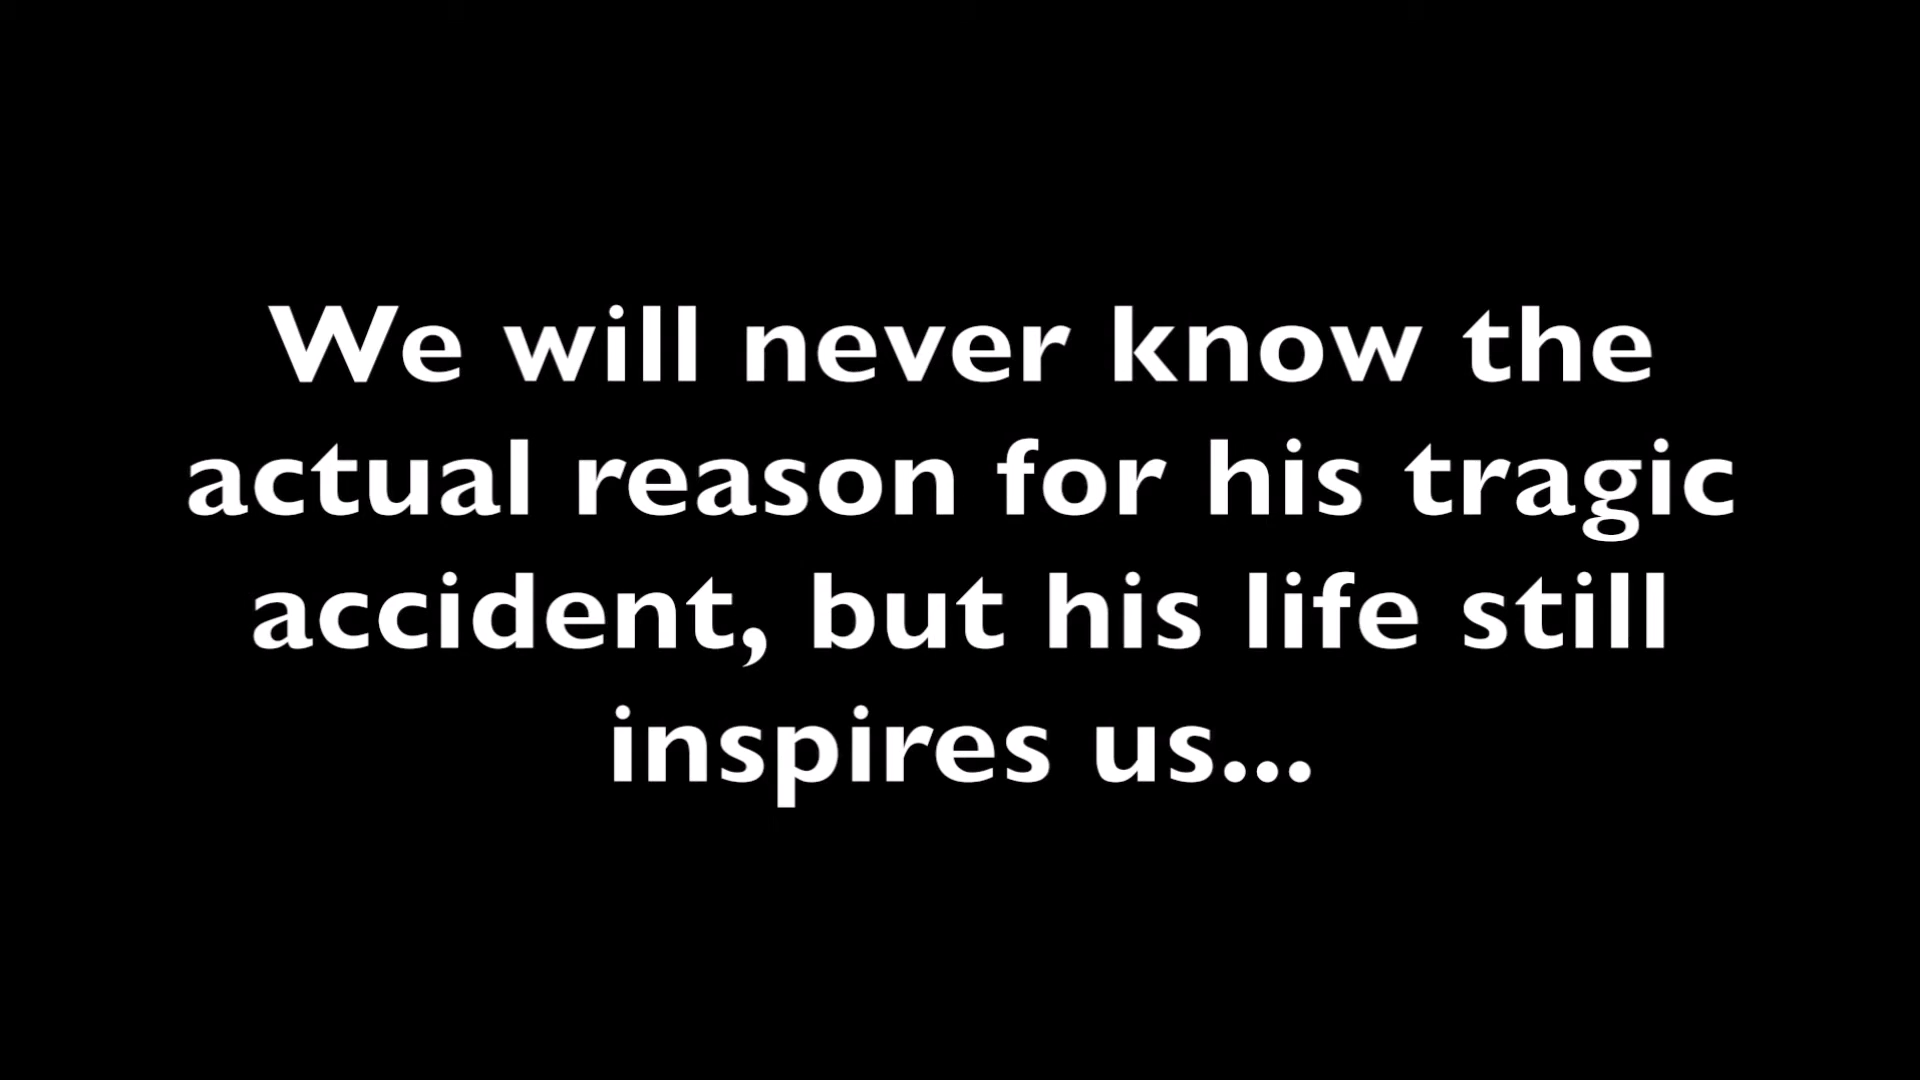 We will never know the
actual reason for his tragic
accident, but his life still
inspires us...